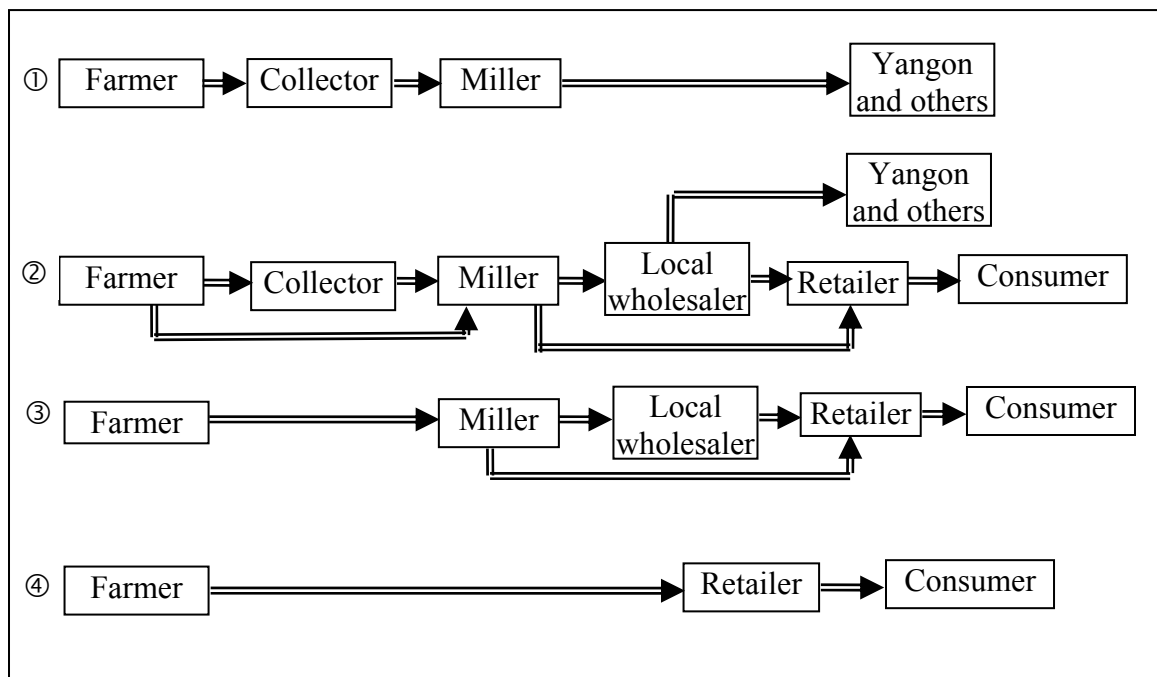 ① Farmer Collector Miller Yangon
and others
Yangon
and others
② Farmer Collector Miller Local
wholesaler Retailer Consumer
③ Farmer Miller Local
wholesaler Retailer Consumer
④ Farmer Retailer Consumer